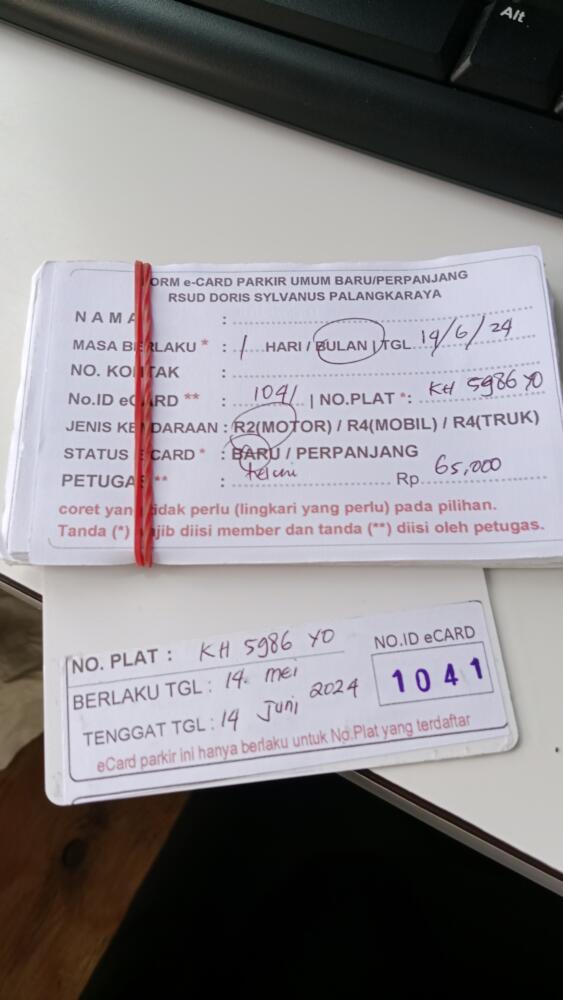 Alt
ORM e-CARD PARKIR UMUM BARU/PERPANJANG
RSUD DORIS SYLVANUS PALANGKARAYA
NAMA :
MASA BERLAKU * : 1 HARI / BULAN | TGL 14/6/24
NO. KONTAK :
No.ID eCARD ** : 1041 | NO.PLAT *: KH 5986 YO
JENIS KENDARAAN : R2(MOTOR) / R4(MOBIL) / R4(TRUK)
STATUS ECARD * : BARU / PERPANJANG
PETUGAS ** : Rp 65,000
coret yang tidak perlu (lingkari yang perlu) pada pilihan.
Tanda (*) wajib diisi member dan tanda (**) diisi oleh petugas.
NO. PLAT : KH 5986 YO
NO.ID eCARD
BERLAKU TGL : 14. mei
1041
TENGGAT TGL : 14 Juni 2024
eCard parkir ini hanya berlaku untuk No.Plat yang terdaftar